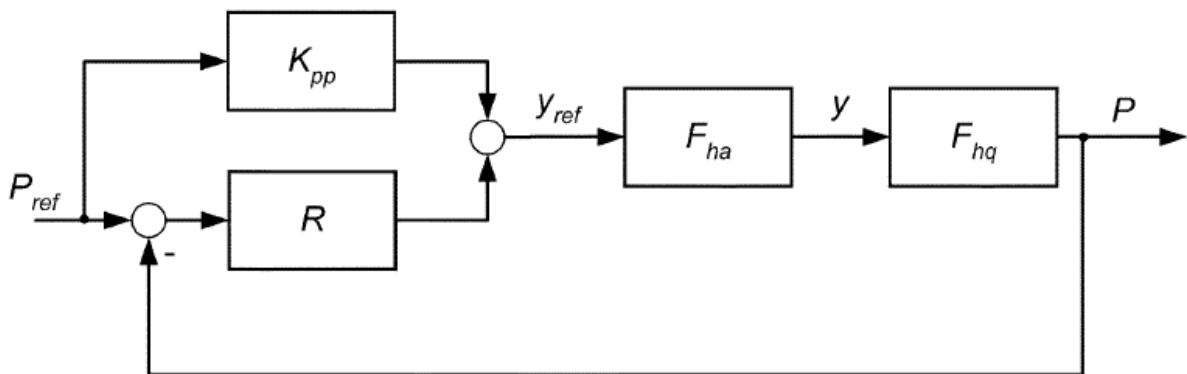 K_pp
y_ref
F_ha
y
F_hq
P
P_ref
R
-